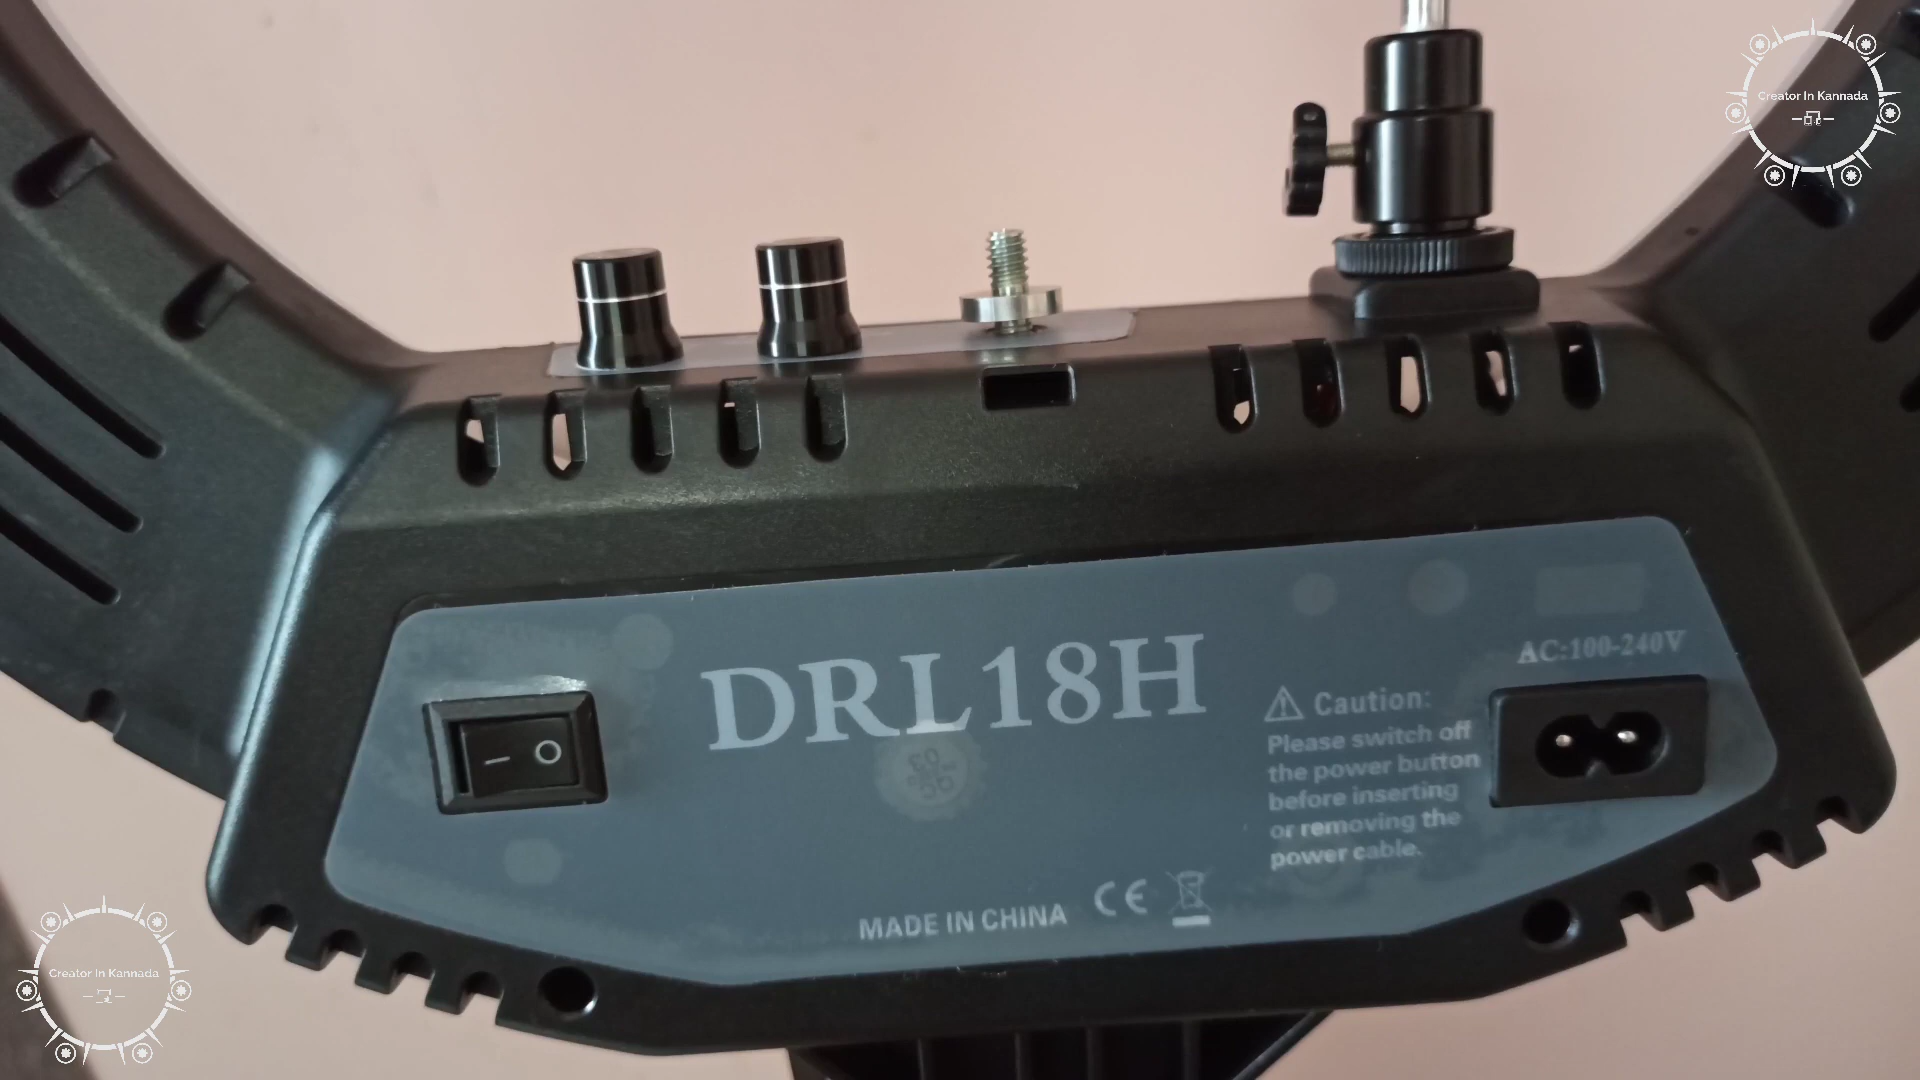 Creator In Kannada
DRL18H
AC:100-240V
Caution:
Please switch off
the power button
before inserting
or removing the
power cable.
MADE IN CHINA
CE
Creator In Kannada